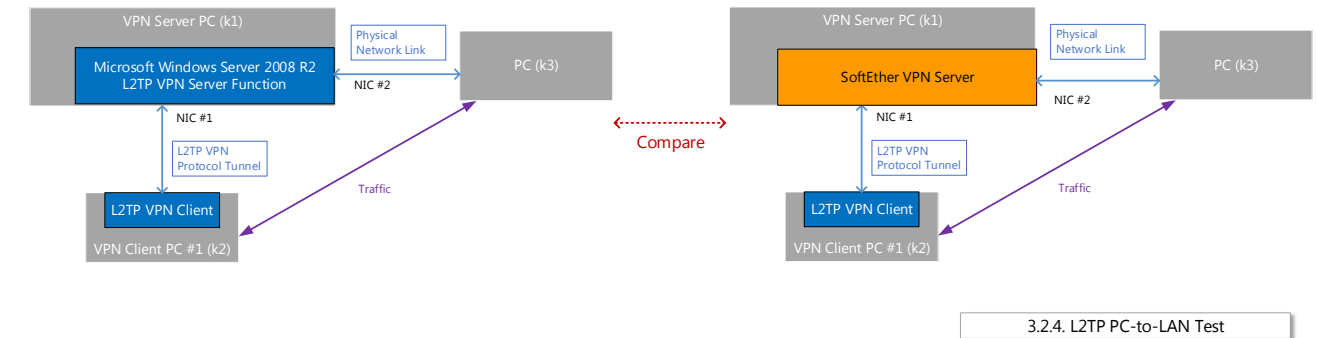 VPN Server PC (k1)
Microsoft Windows Server 2008 R2
L2TP VPN Server Function
Physical
Network Link
NIC #2
PC (k3)
NIC #1
L2TP VPN
Protocol Tunnel
Traffic
L2TP VPN Client
VPN Client PC #1 (k2)
Compare
VPN Server PC (k1)
SoftEther VPN Server
Physical
Network Link
NIC #2
PC (k3)
NIC #1
L2TP VPN
Protocol Tunnel
Traffic
L2TP VPN Client
VPN Client PC #1 (k2)
3.2.4. L2TP PC-to-LAN Test